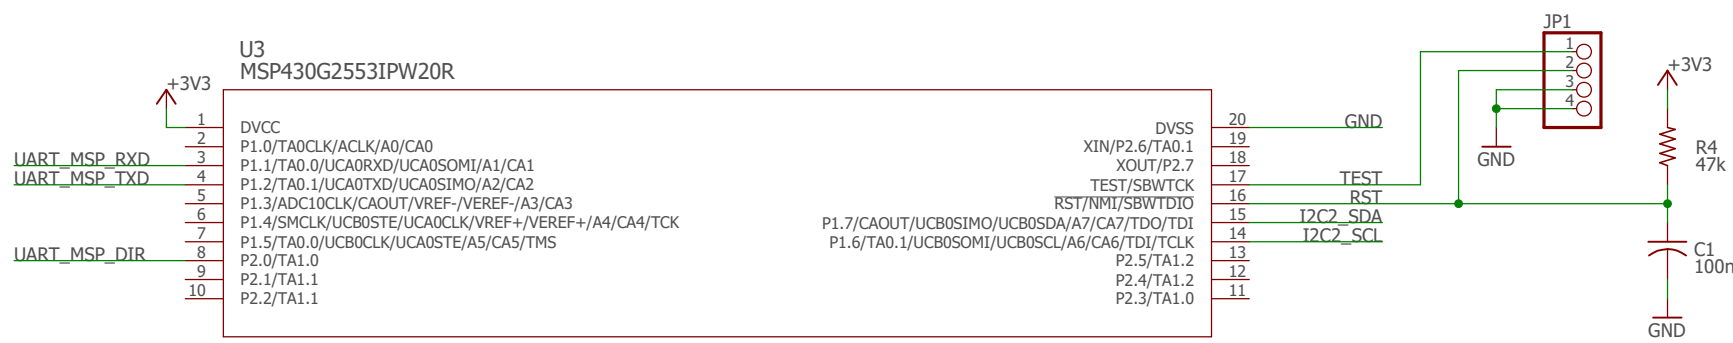 JP1
U3
MSP430G2553IPW20R
+3V3
+3V3
1
2
3
4
1 DVCC
2 P1.0/TA0CLK/ACLK/A0/CA0
UART_MSP_RXD 3 P1.1/TA0.0/UCA0RXD/UCA0SOMI/A1/CA1
UART_MSP_TXD 4 P1.2/TA0.1/UCA0TXD/UCA0SIMO/A2/CA2
5 P1.3/ADC10CLK/CAOUT/VREF-/VEREF-/A3/CA3
6 P1.4/SMCLK/UCB0STE/UCA0CLK/VREF+/VEREF+/A4/CA4/TCK
7 P1.5/TA0.0/UCB0CLK/UCA0STE/A5/CA5/TMS
UART_MSP_DIR 8 P2.0/TA1.0
9 P2.1/TA1.1
10 P2.2/TA1.1
DVSS 20 GND
XIN/P2.6/TA0.1 19
XOUT/P2.7 18
TEST/SBWTCK 17 TEST
RST/NMI/SBWTDIO 16 RST
P1.7/CAOUT/UCB0SIMO/UCB0SDA/A7/CA7/TDO/TDI 15 I2C2_SDA
P1.6/TA0.1/UCB0SOMI/UCB0SCL/A6/CA6/TDI/TCLK 14 I2C2_SCL
P2.5/TA1.2 13
P2.4/TA1.2 12
P2.3/TA1.0 11
GND
R4
47k
C1
100n
GND